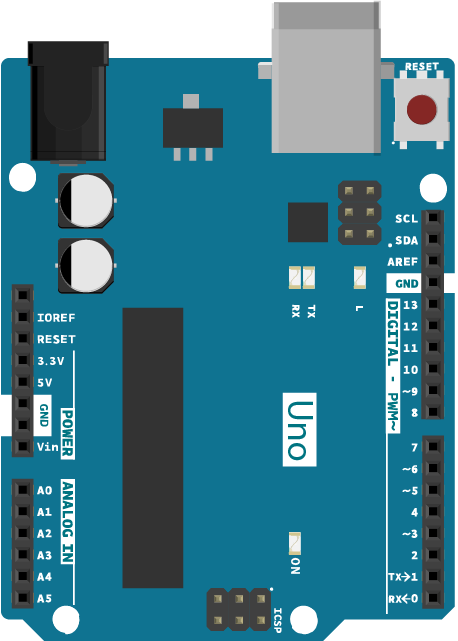 RESET
SCL
SDA
AREF
GND
13
12
11
10
~9
8
DIGITAL - PWM~
RX
TX
L
IOREF
RESET
3.3V
5V
GND
Vin
POWER
Uno
7
~6
~5
4
~3
2
TX→1
RX←0
A0
A1
A2
A3
A4
A5
ANALOG IN
ON
ICSP